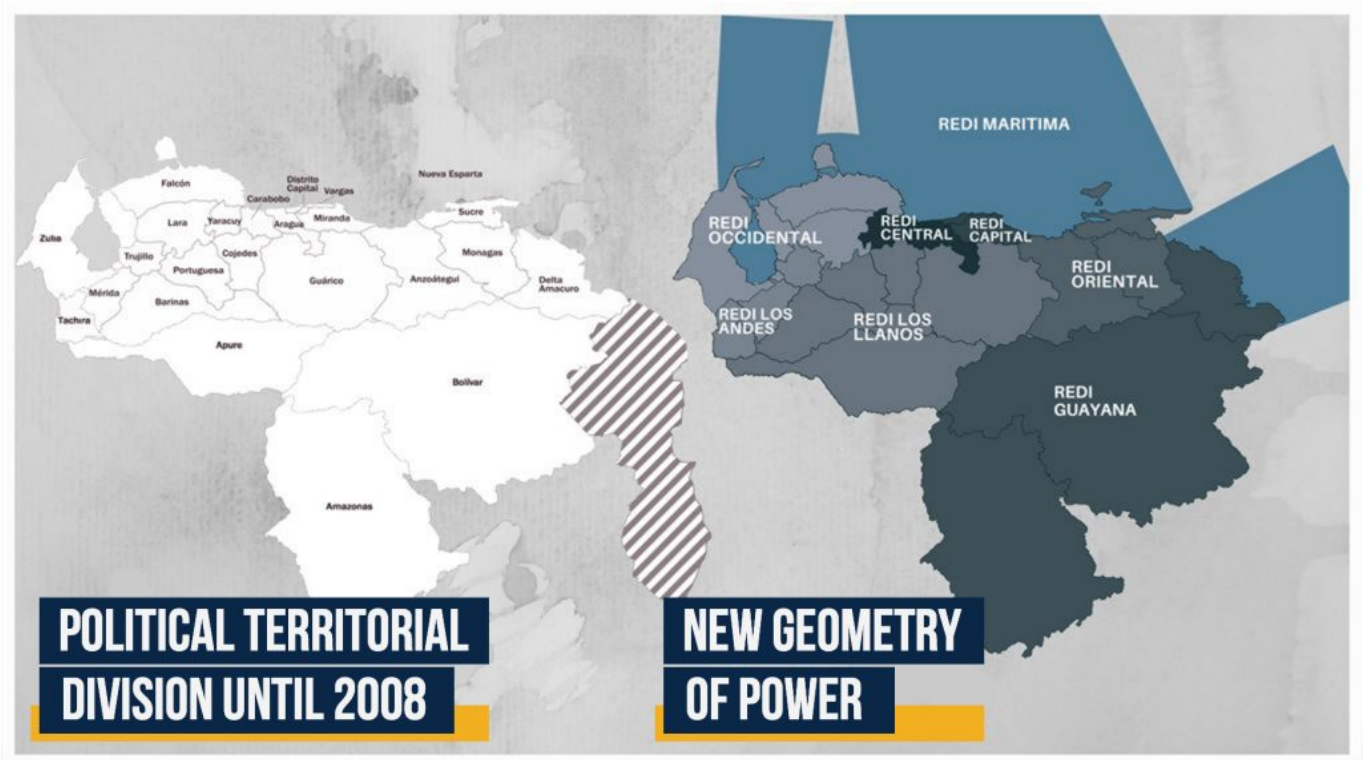 Falcón
Distrito
Capital
Vargas
Carabobo
Nueva Esparta
Lara
Yaracuy
Aragua
Miranda
Sucre
Zulia
Trujillo
Cojedes
Portuguesa
Guárico
Anzoátegui
Monagas
Delta
Amacuro
Mérida
Barinas
Tachira
Apure
Bolívar
Amazonas
POLITICAL TERRITORIAL
DIVISION UNTIL 2008
REDI MARITIMA
REDI
OCCIDENTAL
REDI
CENTRAL
REDI
CAPITAL
REDI
ORIENTAL
REDI LOS
ANDES
REDI LOS
LLANOS
REDI
GUAYANA
NEW GEOMETRY
OF POWER